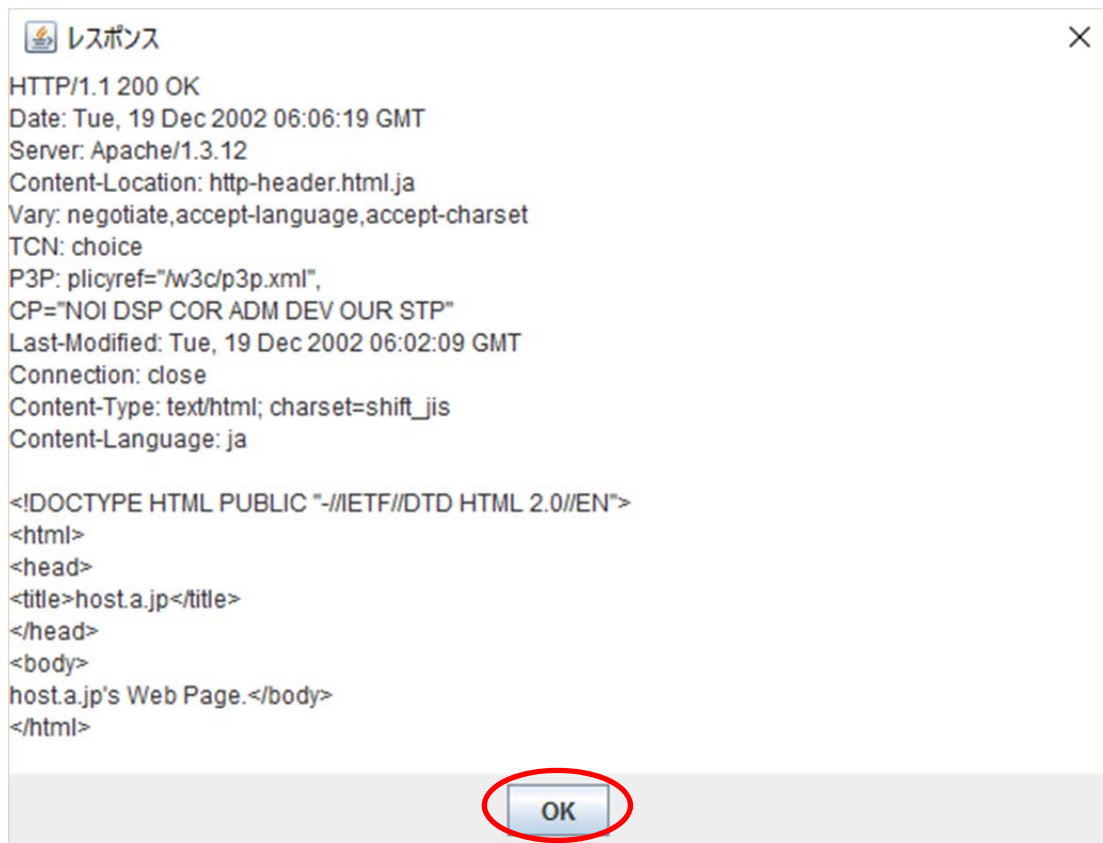 レスポンス
HTTP/1.1 200 OK
Date: Tue, 19 Dec 2002 06:06:19 GMT
Server: Apache/1.3.12
Content-Location: http-header.html.ja
Vary: negotiate,accept-language,accept-charset
TCN: choice
P3P: plicyref="/w3c/p3p.xml",
CP="NOI DSP COR ADM DEV OUR STP"
Last-Modified: Tue, 19 Dec 2002 06:02:09 GMT
Connection: close
Content-Type: text/html; charset=shift_jis
Content-Language: ja

<!DOCTYPE HTML PUBLIC "-//IETF//DTD HTML 2.0//EN">
<html>
<head>
<title>host.a.jp</title>
</head>
<body>
host.a.jp's Web Page.</body>
</html>
OK